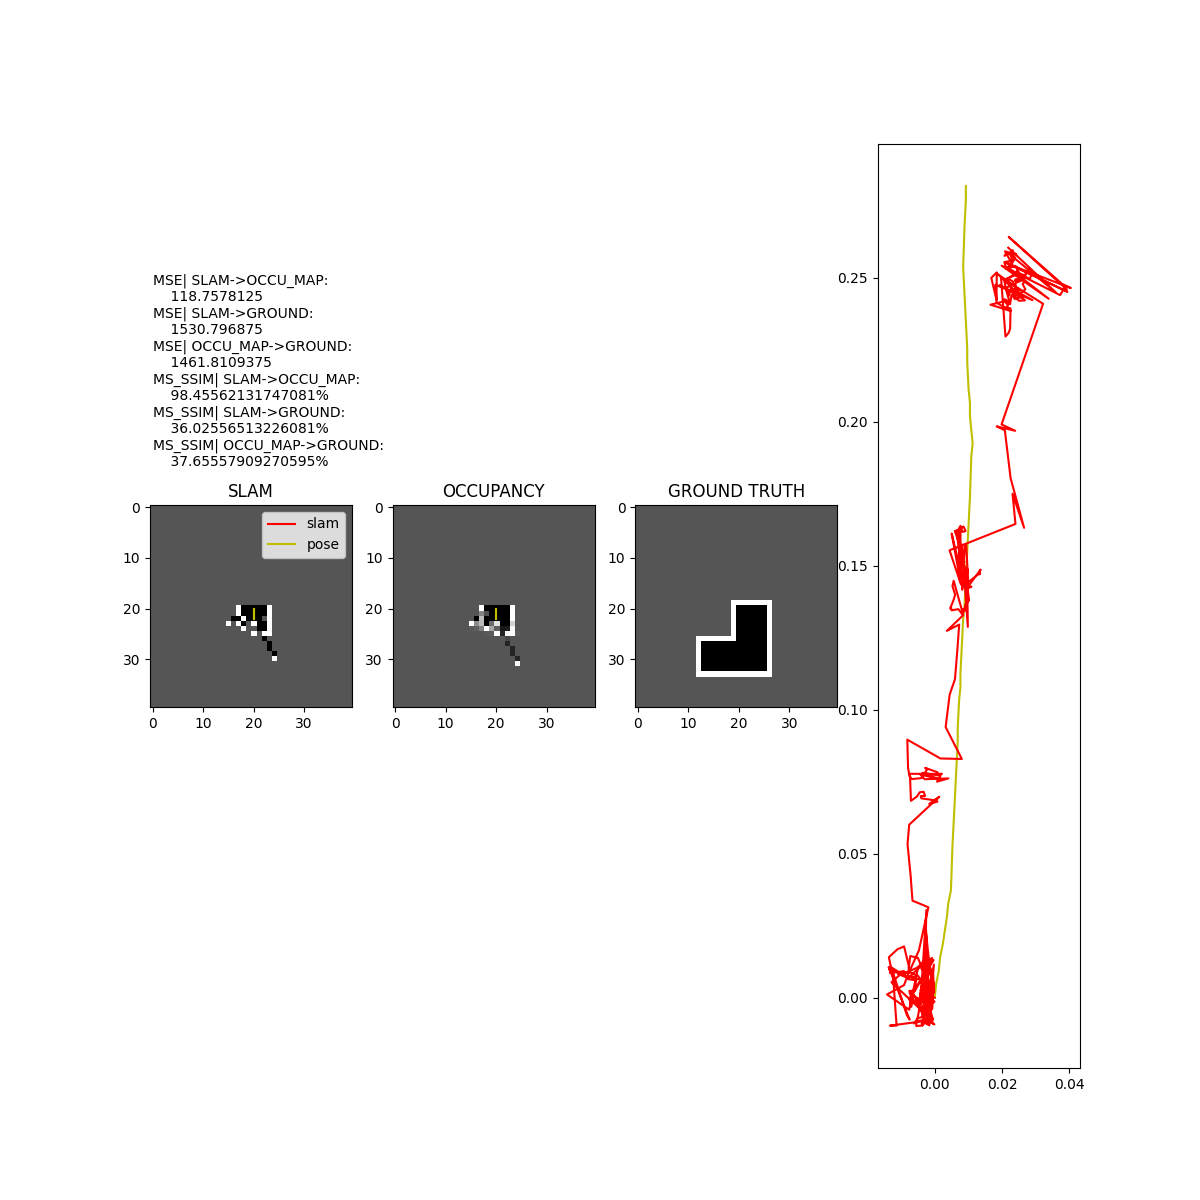 MSE| SLAM->OCCU_MAP:
118.7578125
MSE| SLAM->GROUND:
1530.796875
MSE| OCCU_MAP->GROUND:
1461.8109375
MS_SSIM| SLAM->OCCU_MAP:
98.45562131747081%
MS_SSIM| SLAM->GROUND:
36.02556513226081%
MS_SSIM| OCCU_MAP->GROUND:
37.65557909270595%
SLAM
slam
pose
0
10
20
30
0 10 20 30
OCCUPANCY
0
10
20
30
0 10 20 30
GROUND TRUTH
0
10
20
30
0 10 20 30
0.25
0.20
0.15
0.10
0.05
0.00
0.00 0.02 0.04